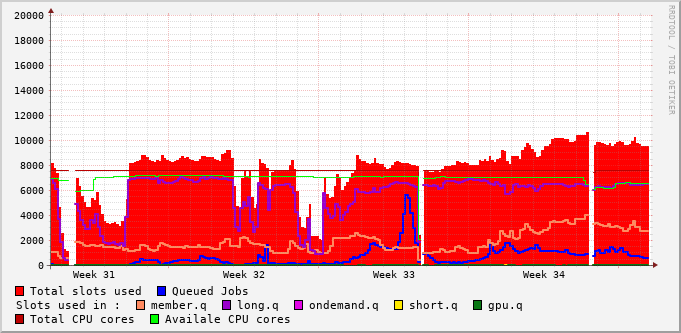 20000
18000
16000
14000
12000
10000
8000
6000
4000
2000
0
Week 31 Week 32 Week 33 Week 34
Total slots used Queued Jobs
Slots used in : member.q long.q ondemand.q short.q gpu.q
Total CPU cores Availale CPU cores
RRDTOOL / TOBI OETIKER